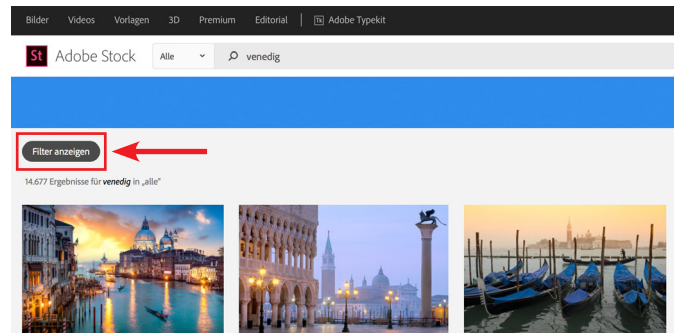 Bilder Videos Vorlagen 3D Premium Editorial Tk Adobe Typekit
St Adobe Stock Alle venedig
Filter anzeigen
14.677 Ergebnisse für venedig in „alle“